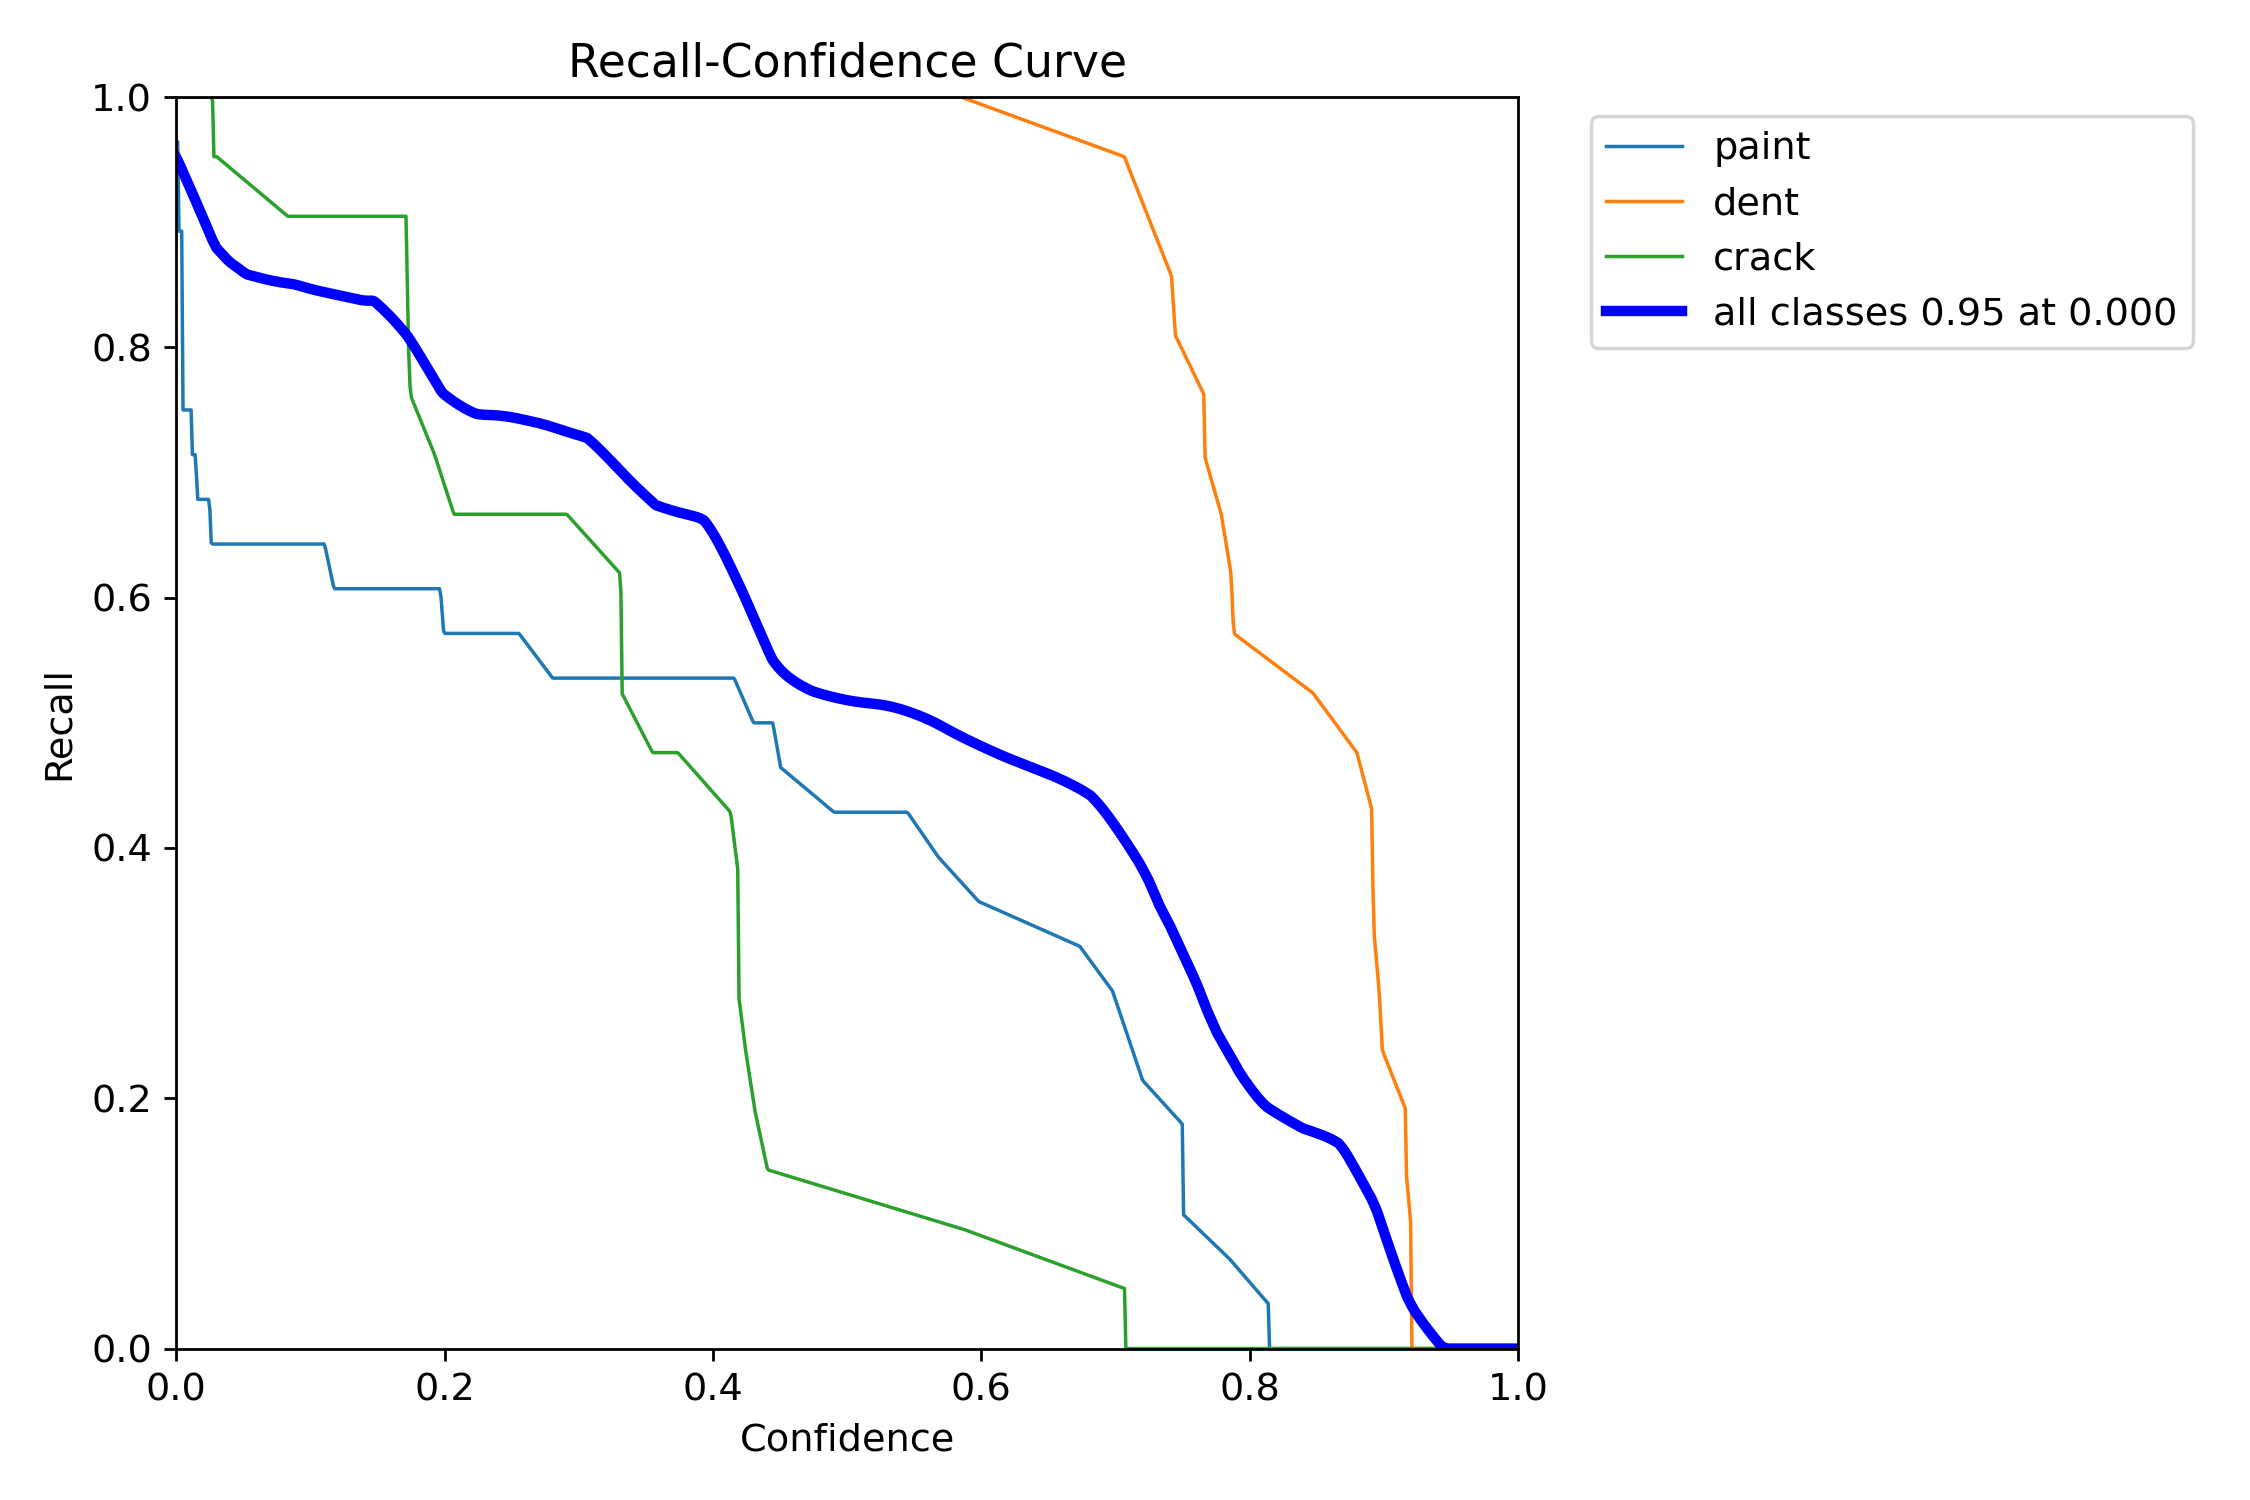 Recall-Confidence Curve
1.0
0.8
0.6
0.4
0.2
0.0
Recall
0.0 0.2 0.4 0.6 0.8 1.0
Confidence
paint
dent
crack
all classes 0.95 at 0.000